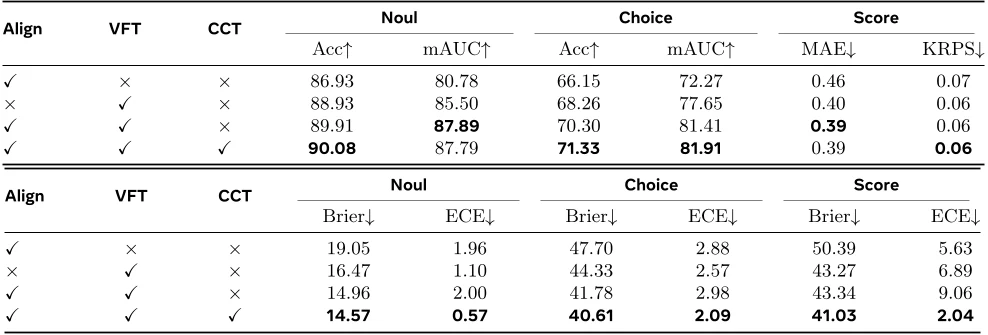 Align VFT CCT Noul Choice Score
Acc↑ mAUC↑ Acc↑ mAUC↑ MAE↓ KRPS↓
✓ × × 86.93 80.78 66.15 72.27 0.46 0.07
× ✓ × 88.93 85.50 68.26 77.65 0.40 0.06
✓ ✓ × 89.91 87.89 70.30 81.41 0.39 0.06
✓ ✓ ✓ 90.08 87.79 71.33 81.91 0.39 0.06
Align VFT CCT Noul Choice Score
Brier↓ ECE↓ Brier↓ ECE↓ Brier↓ ECE↓
✓ × × 19.05 1.96 47.70 2.88 50.39 5.63
× ✓ × 16.47 1.10 44.33 2.57 43.27 6.89
✓ ✓ × 14.96 2.00 41.78 2.98 43.34 9.06
✓ ✓ ✓ 14.57 0.57 40.61 2.09 41.03 2.04